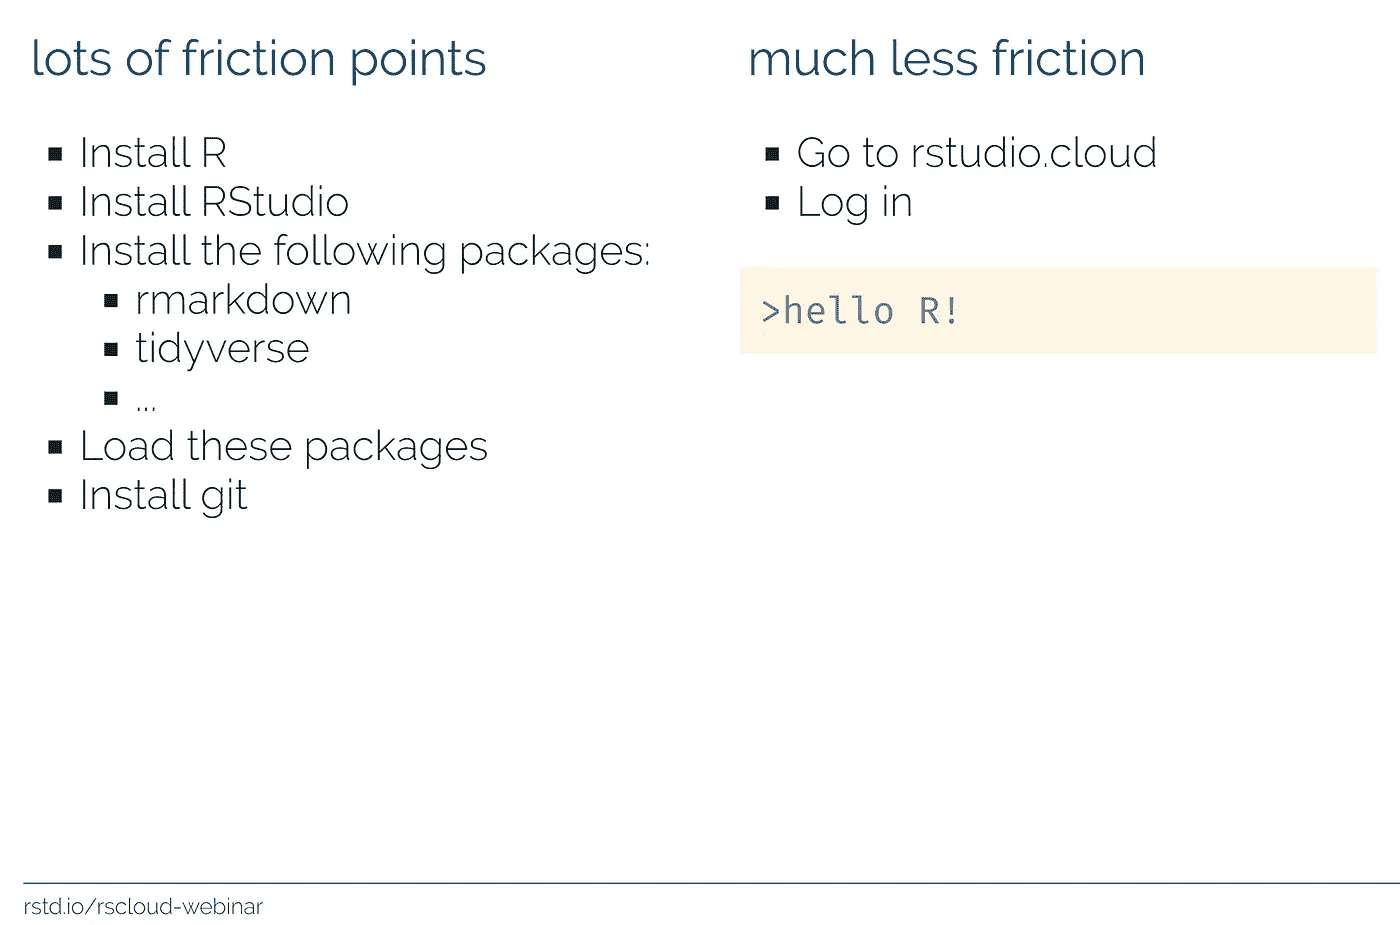 lots of friction points
Install R
Install RStudio
Install the following packages:
rmarkdown
tidyverse
...
Load these packages
Install git
much less friction
Go to rstudio.cloud
Log in
>hello R!
rstd.io/rscloud-webinar